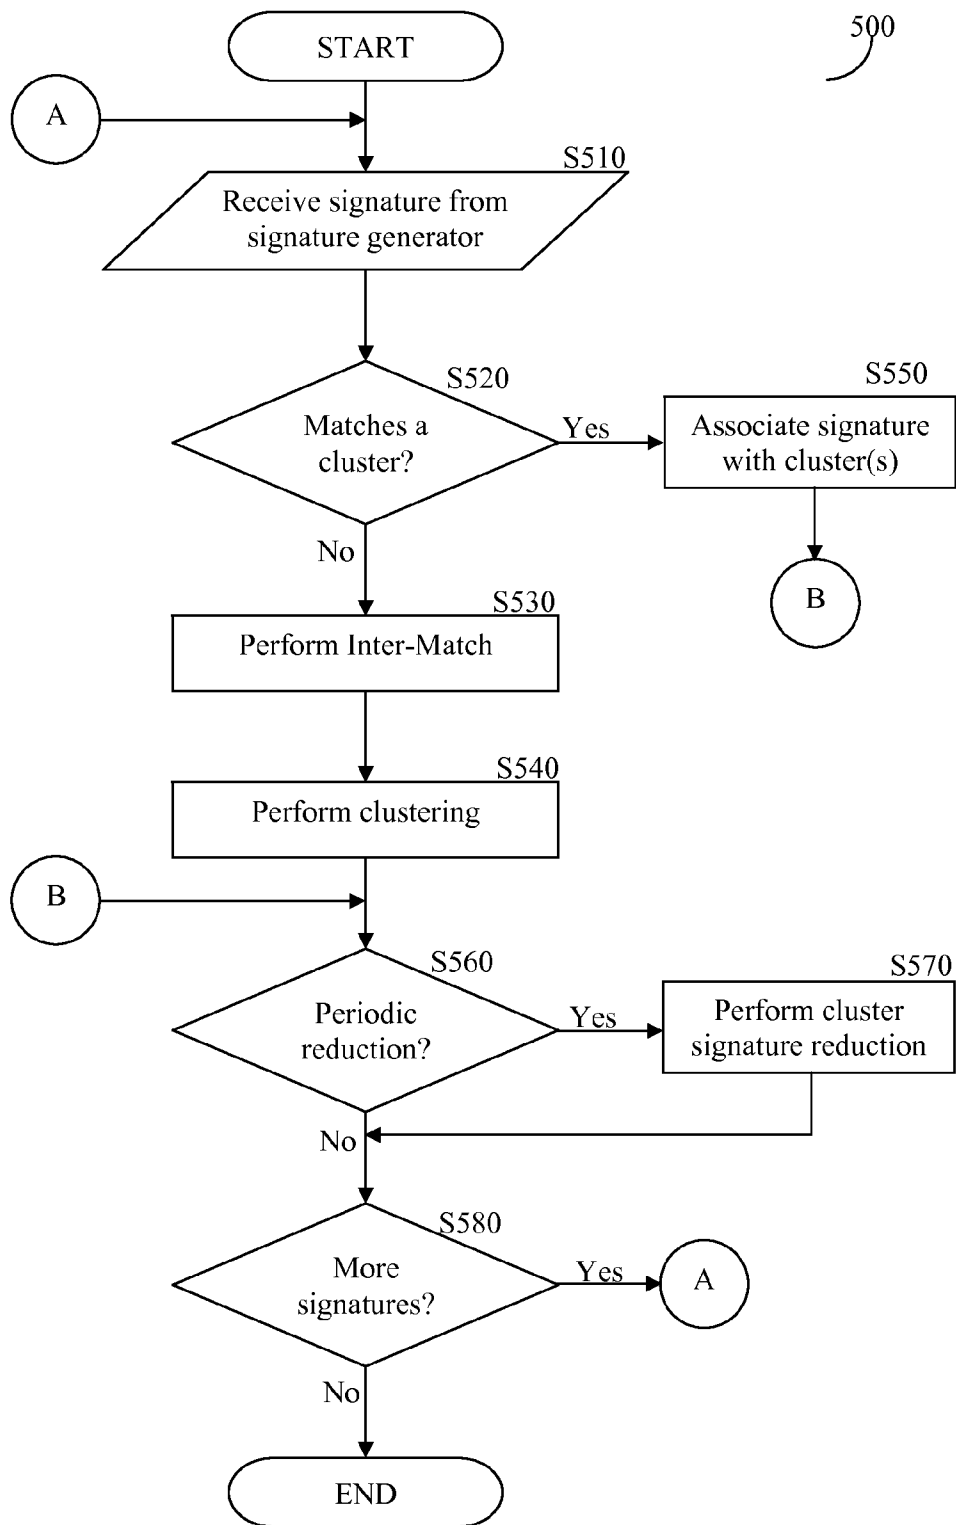 500
START
A
S510
Receive signature from
signature generator
S520
Matches a
cluster?
Yes
S550
Associate signature
with cluster(s)
No
B
S530
Perform Inter-Match
S540
Perform clustering
B
S560
Periodic
reduction?
Yes
S570
Perform cluster
signature reduction
No
S580
More
signatures?
Yes
A
No
END